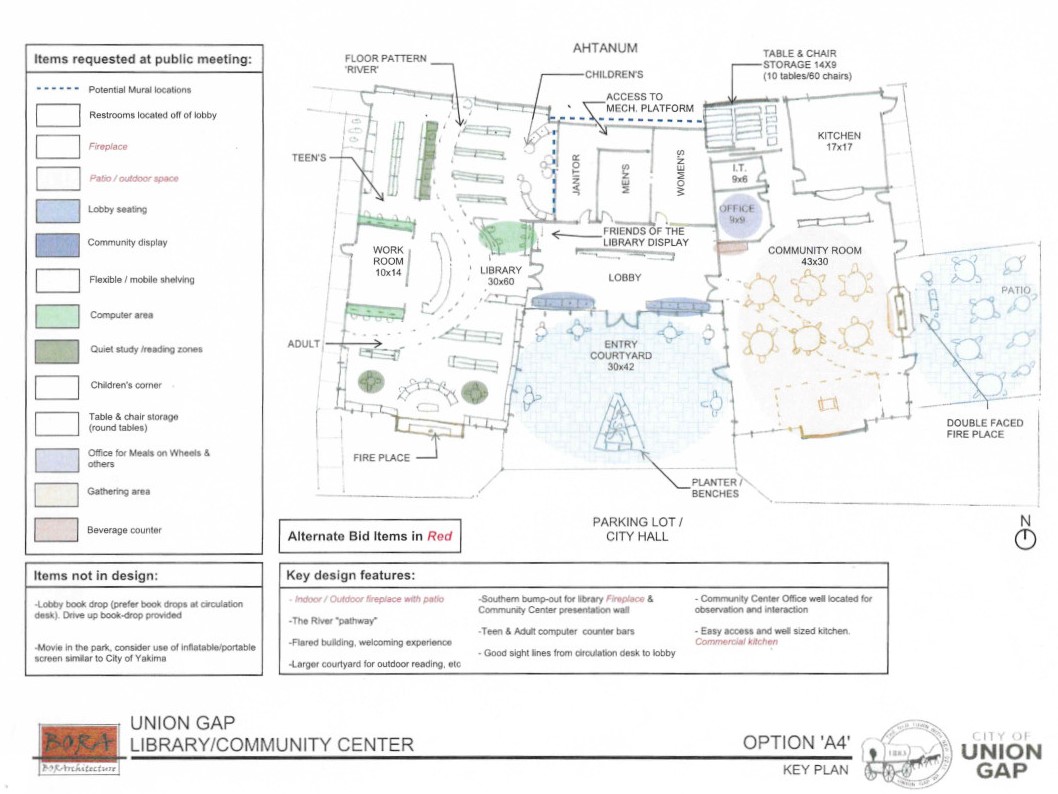 Items requested at public meeting:
Potential Mural locations
Restrooms located off of lobby
Fireplace
Patio / outdoor space
Lobby seating
Community display
Flexible / mobile shelving
Computer area
Quiet study /reading zones
Children's corner
Table & chair storage
(round tables)
Office for Meals on Wheels &
others
Gathering area
Beverage counter
AHTANUM
FLOOR PATTERN
'RIVER'
CHILDREN'S
TABLE & CHAIR
STORAGE 14X9
(10 tables/60 chairs)
ACCESS TO
MECH. PLATFORM
KITCHEN
17x17
TEEN'S
JANITOR
MEN'S
WOMEN'S
I.T.
9x6
OFFICE
9x9
FRIENDS OF THE
LIBRARY DISPLAY
WORK
ROOM
10x14
LIBRARY
30x60
LOBBY
COMMUNITY ROOM
43x30
PATIO
ADULT
ENTRY
COURTYARD
30x42
DOUBLE FACED
FIRE PLACE
FIRE PLACE
PLANTER /
BENCHES
PARKING LOT /
CITY HALL
N
Alternate Bid Items in Red
Items not in design:
-Lobby book drop (prefer book drops at circulation
desk). Drive up book-drop provided
-Movie in the park, consider use of inflatable/portable
screen similar to City of Yakima
Key design features:
- Indoor / Outdoor fireplace with patio
-The River "pathway"
-Flared building, welcoming experience
-Larger courtyard for outdoor reading, etc
-Southern bump-out for library Fireplace &
Community Center presentation wall
-Teen & Adult computer counter bars
- Good sight lines from circulation desk to lobby
- Community Center Office well located for
observation and interaction
- Easy access and well sized kitchen.
Commercial kitchen
BORA
BORArchitecture
UNION GAP
LIBRARY/COMMUNITY CENTER
OPTION 'A4'
KEY PLAN
1883
CITY OF
UNION
GAP